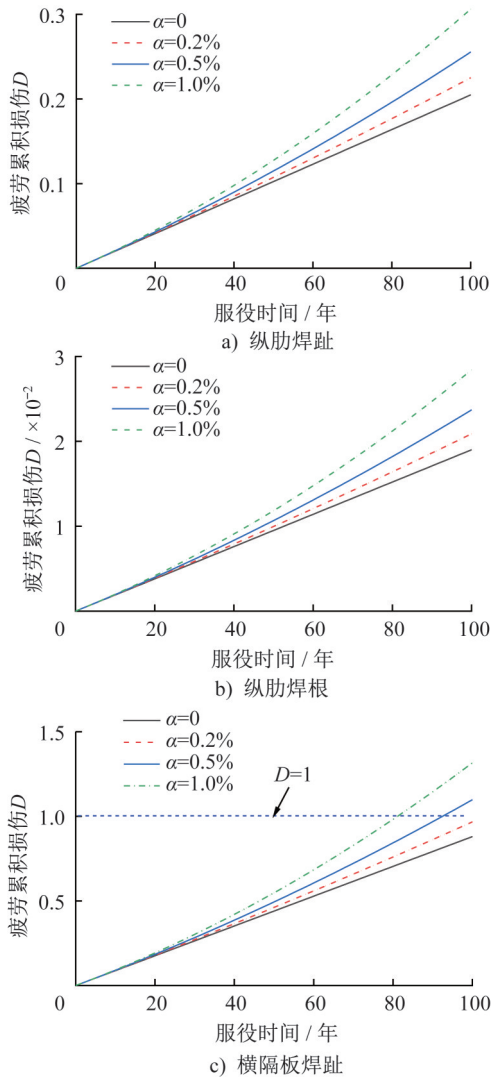 α=0
α=0.2%
α=0.5%
α=1.0%
疲劳累积损伤D
0.3
0.2
0.1
0
20
40
60
80
100
服役时间 / 年
a) 纵肋焊趾
α=0
α=0.2%
α=0.5%
α=1.0%
疲劳累积损伤D / ×10⁻²
3
2
1
0
20
40
60
80
100
服役时间 / 年
b) 纵肋焊根
α=0
α=0.2%
α=0.5%
α=1.0%
D=1
疲劳累积损伤D
1.5
1.0
0.5
0
20
40
60
80
100
服役时间 / 年
c) 横隔板焊趾